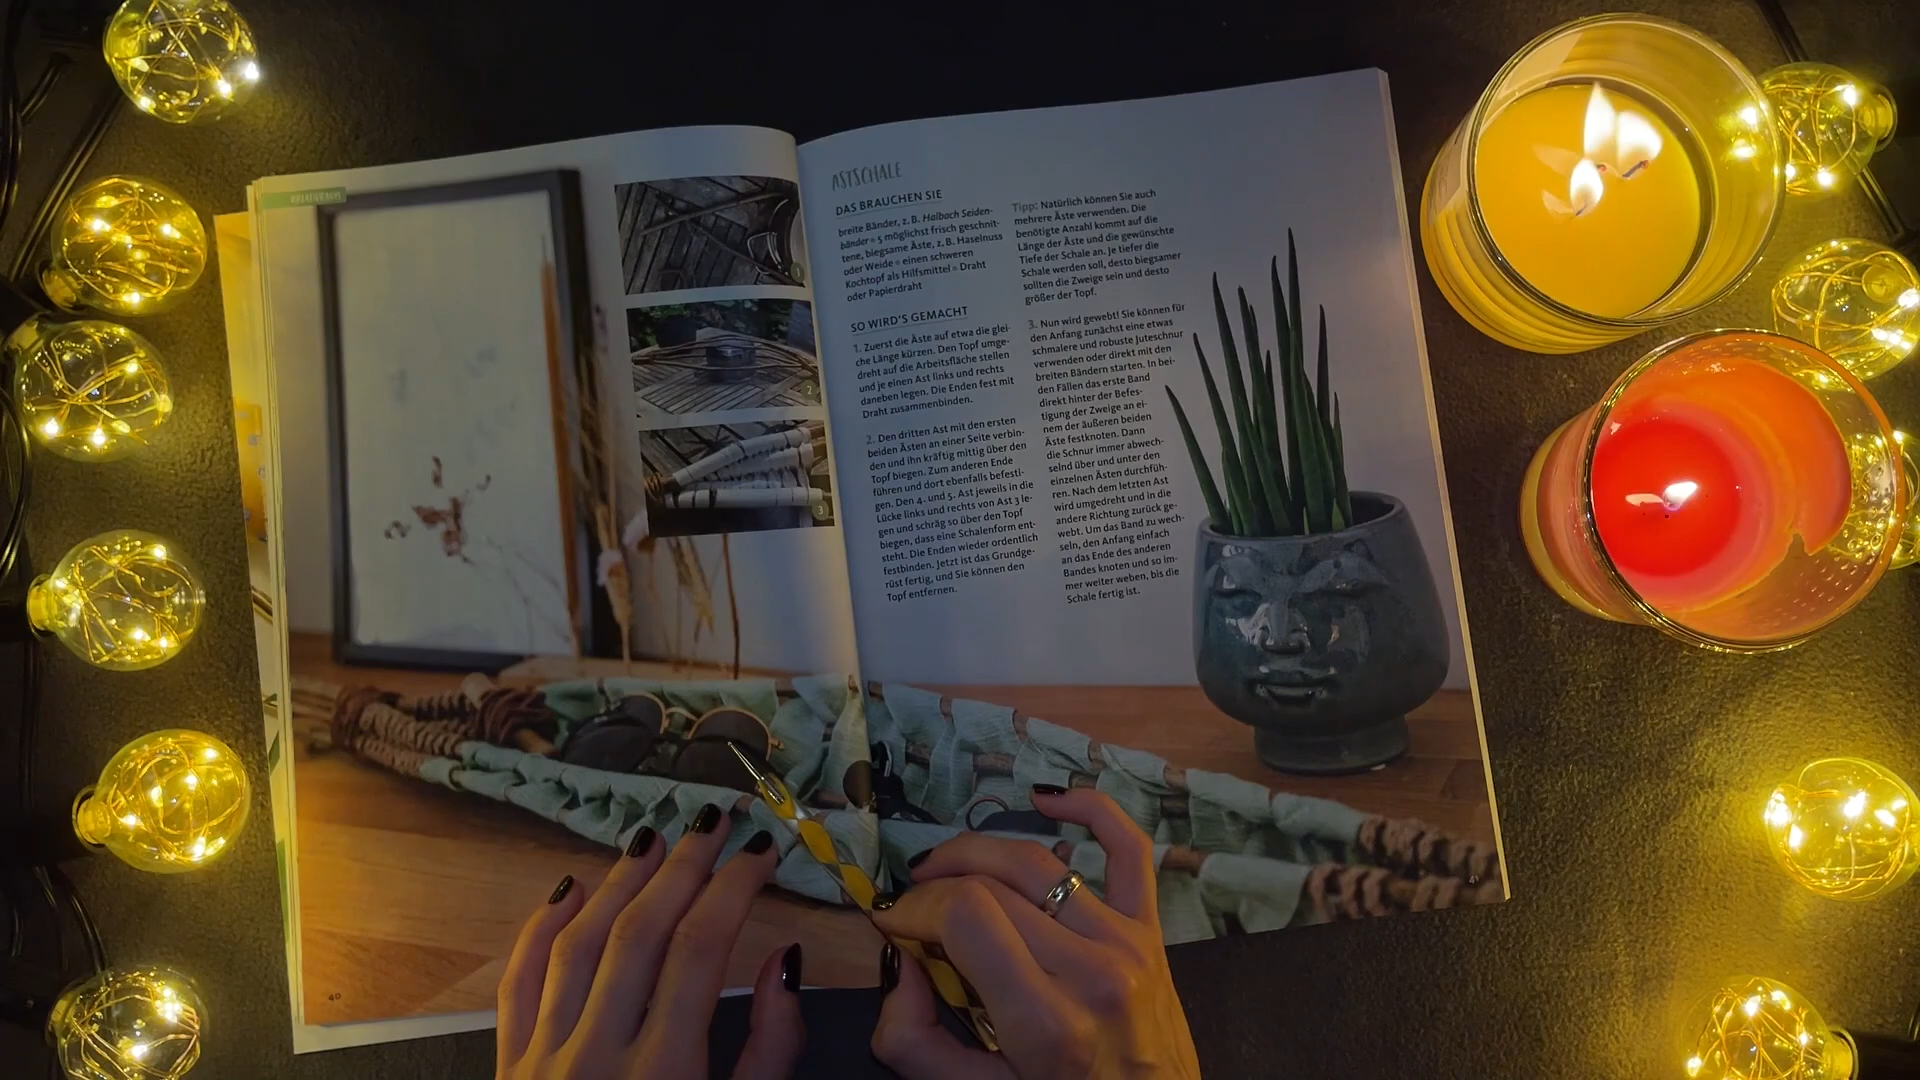 1
2
3
40
ASTSCHALE
DAS BRAUCHEN SIE
breite Bänder, z. B. Halbach Seiden-
bänder • 5 möglichst frisch geschnit-
tene, biegsame Äste, z. B. Haselnuss
oder Weide • einen schweren
Kochtopf als Hilfsmittel • Draht
oder Papierdraht
SO WIRD'S GEMACHT
1. Zuerst die Äste auf etwa die glei-
che Länge kürzen. Den Topf umge-
dreht auf die Arbeitsfläche stellen
und je einen Ast links und rechts
daneben legen. Die Enden fest mit
Draht zusammenbinden.
2. Den dritten Ast mit den ersten
beiden Ästen an einer Seite verbin-
den und ihn kräftig mittig über den
Topf biegen. Zum anderen Ende
führen und dort ebenfalls befesti-
gen. Den 4. und 5. Ast jeweils in die
Lücke links und rechts von Ast 3 le-
gen und schräg so über den Topf
biegen, dass eine Schalenform ent-
steht. Die Enden wieder ordentlich
festbinden. Jetzt ist das Grundge-
rüst fertig, und Sie können den
Topf entfernen.
Tipp: Natürlich können Sie auch
mehrere Äste verwenden. Die
benötigte Anzahl kommt auf die
Länge der Äste und die gewünschte
Tiefe der Schale an. Je tiefer die
Schale werden soll, desto biegsamer
sollten die Zweige sein und desto
größer der Topf.
3. Nun wird gewebt! Sie können für
den Anfang zunächst eine etwas
schmalere und robuste Juteschnur
verwenden oder direkt mit den
breiten Bändern starten. In bei-
den Fällen das erste Band
direkt hinter der Befes-
tigung der Zweige an ei-
nem der äußeren beiden
Äste festknoten. Dann
die Schnur immer abwech-
selnd über und unter den
einzelnen Ästen durchfüh-
ren. Nach dem letzten Ast
wird umgedreht und in die
andere Richtung zurück ge-
webt. Um das Band zu wech-
seln, den Anfang einfach
an das Ende des anderen
Bandes knoten und so im-
mer weiter weben, bis die
Schale fertig ist.